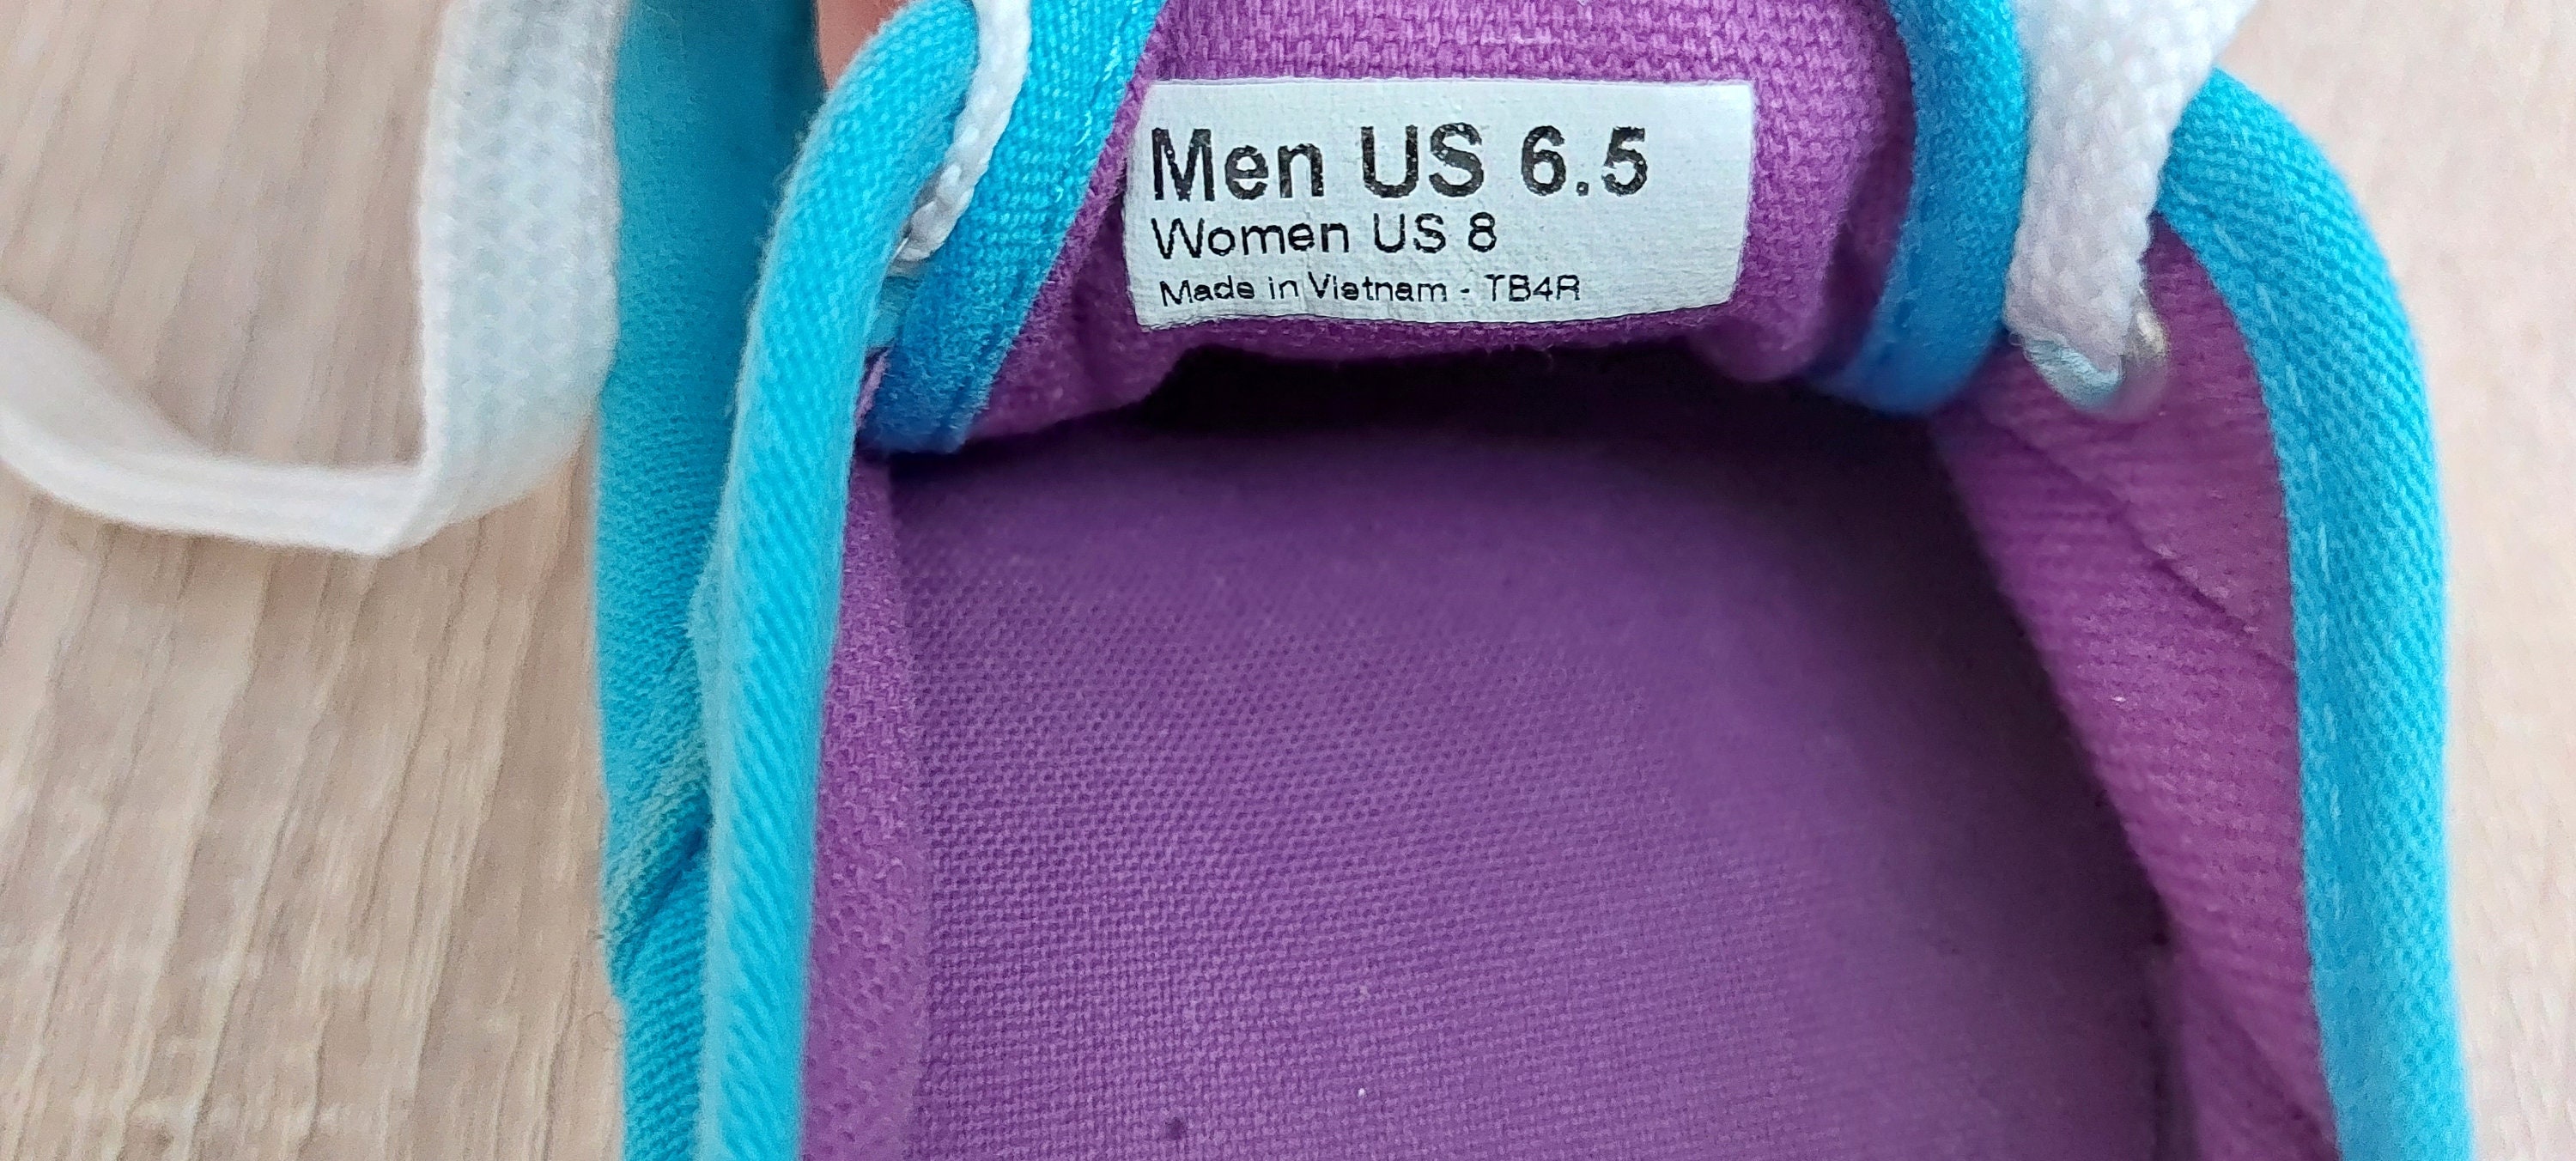 Men US 6.5
Women US 8
Made in Vietnam - TB4R